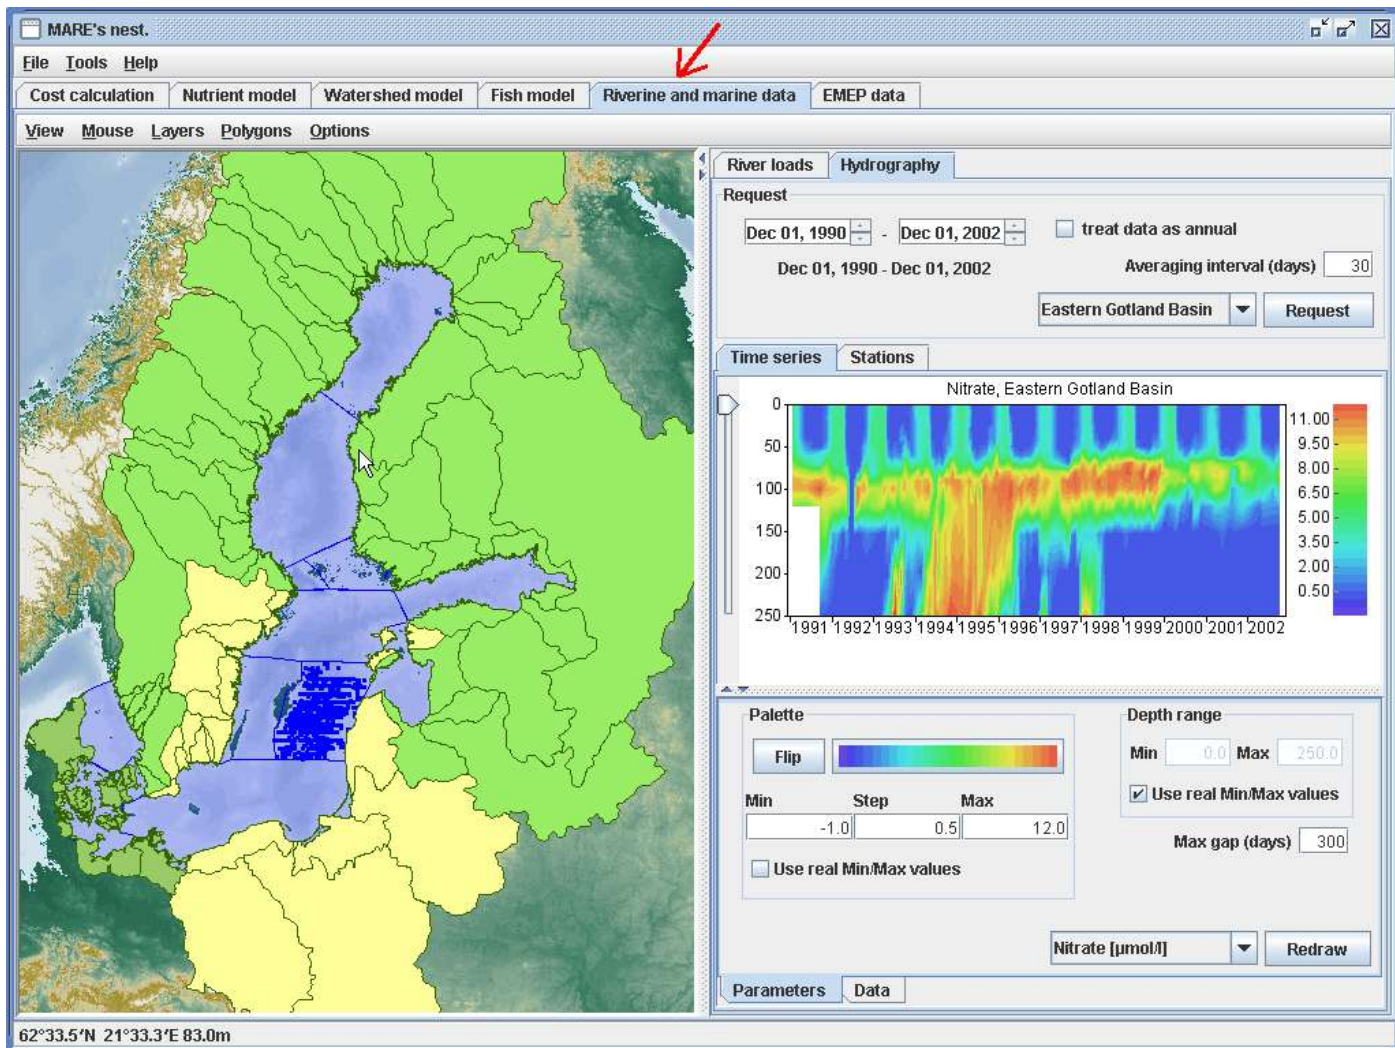 MARE's nest.
File Tools Help
Cost calculation Nutrient model Watershed model Fish model Riverine and marine data EMEP data
View Mouse Layers Polygons Options
River loads Hydrography
Request
Dec 01, 1990 - Dec 01, 2002 treat data as annual
Dec 01, 1990 - Dec 01, 2002 Averaging interval (days) 30
Eastern Gotland Basin Request
Time series Stations
Nitrate, Eastern Gotland Basin
0
50
100
150
200
250
1991 1992 1993 1994 1995 1996 1997 1998 1999 2000 2001 2002
11.00
9.50
8.00
6.50
5.00
3.50
2.00
0.50
Palette
Flip
Min Step Max
-1.0 0.5 12.0
Use real Min/Max values
Depth range
Min 0.0 Max 250.0
Use real Min/Max values
Max gap (days) 300
Nitrate [µmol/l] Redraw
Parameters Data
62°33.5'N 21°33.3'E 83.0m